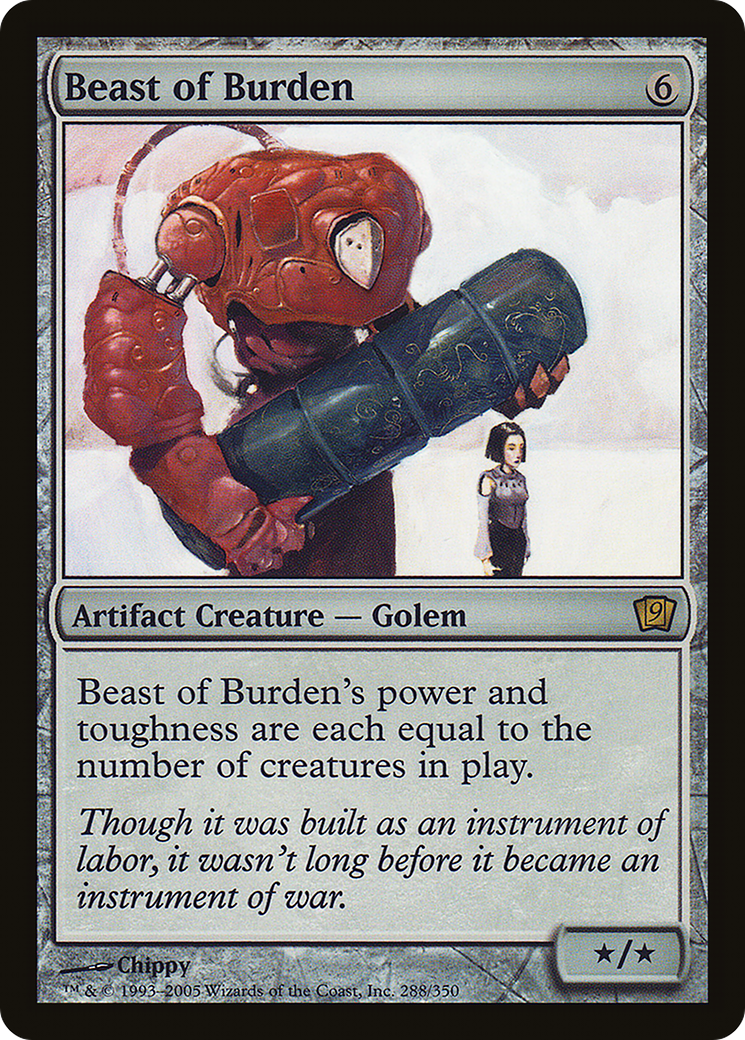 Beast of Burden 6
Artifact Creature — Golem 9
Beast of Burden's power and
toughness are each equal to the
number of creatures in play.
Though it was built as an instrument of
labor, it wasn't long before it became an
instrument of war.
★/★
Chippy
™ & © 1993–2005 Wizards of the Coast, Inc. 288/350